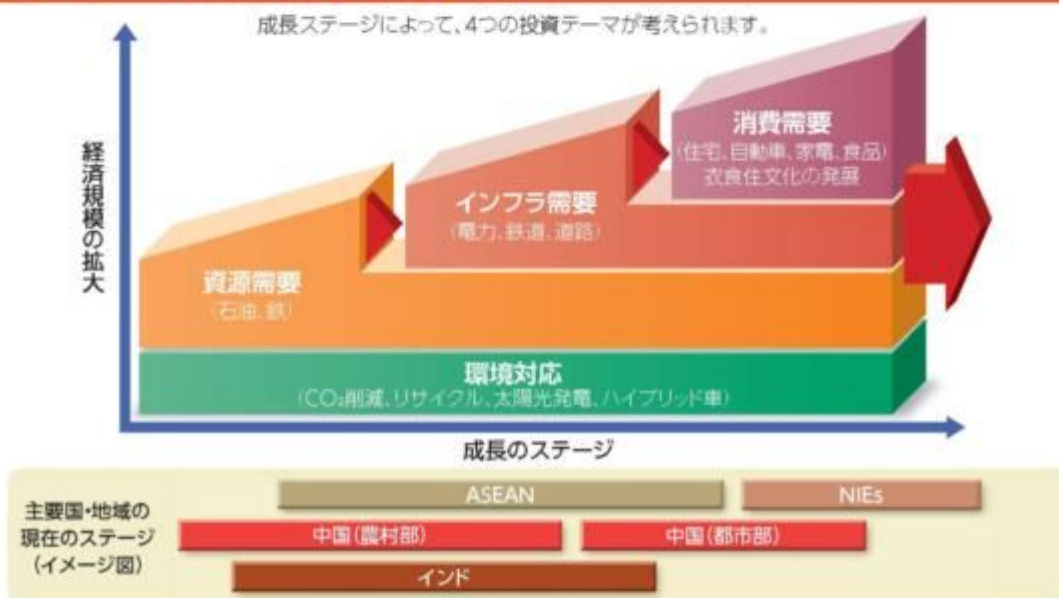 成長ステージによって、4つの投資テーマが考えられます。
経済規模の拡大
消費需要
(住宅、自動車、家電、食品)
衣食住文化の発展
インフラ需要
(電力、鉄道、道路)
資源需要
(石油、鉄)
環境対応
(CO₂削減、リサイクル、太陽光発電、ハイブリッド車)
成長のステージ
主要国・地域の
現在のステージ
(イメージ図)
ASEAN
NIEs
中国(農村部)
中国(都市部)
インド